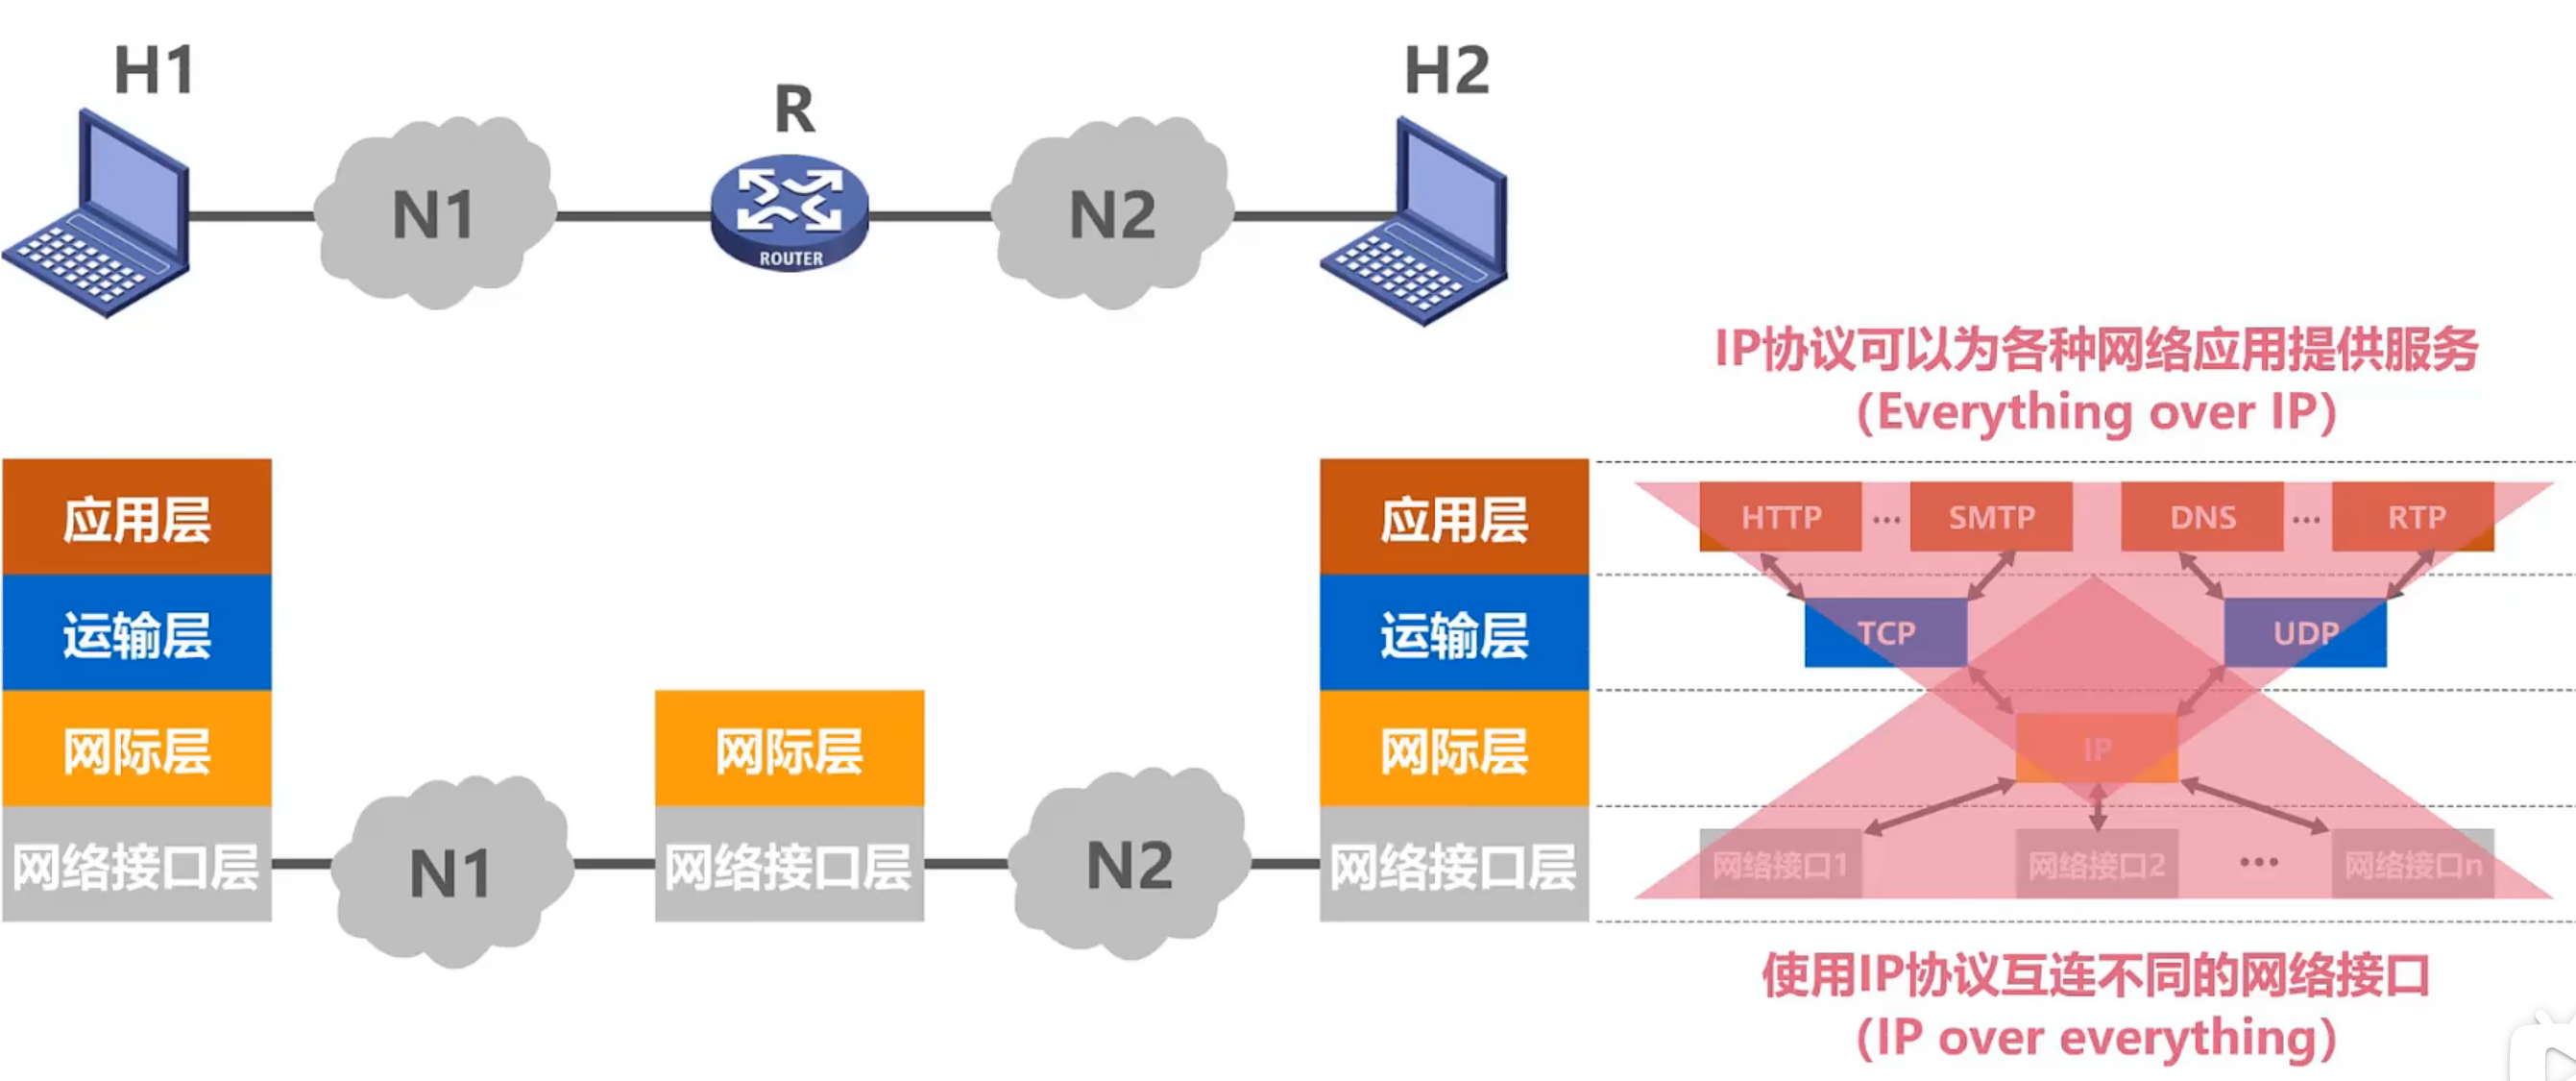 H1
R
H2
N1
ROUTER
N2
IP协议可以为各种网络应用提供服务
(Everything over IP)
应用层
运输层
网际层
网络接口层
N1
网际层
网络接口层
N2
应用层
运输层
网际层
网络接口层
HTTP … SMTP DNS … RTP
TCP UDP
IP
网络接口1 网络接口2 … 网络接口n
使用IP协议互连不同的网络接口
(IP over everything)